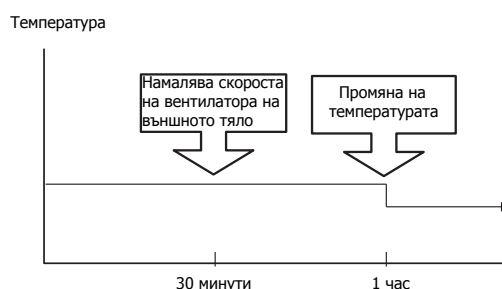 Температура
Намалява скороста
на вентилатора на
външното тяло
Промяна на
температурата
30 минути
1 час